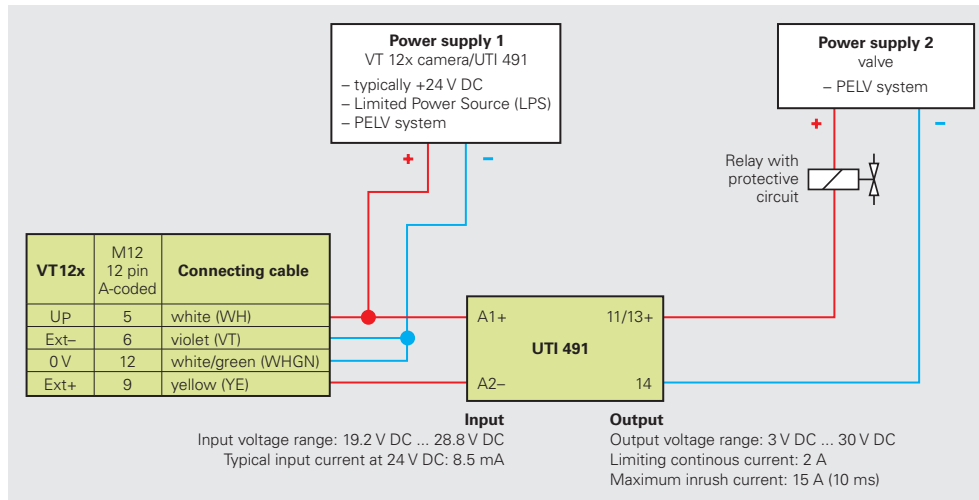 Power supply 1
VT 12x camera/UTI 491
– typically +24 V DC
– Limited Power Source (LPS)
– PELV system
+ –
Power supply 2
valve
– PELV system
+ –
Relay with
protective
circuit
VT12x
M12
12 pin
A-coded
Connecting cable
UP 5 white (WH)
Ext– 6 violet (VT)
0 V 12 white/green (WHGN)
Ext+ 9 yellow (YE)
A1+ 11/13+
UTI 491
A2– 14
Input
Input voltage range: 19.2 V DC ... 28.8 V DC
Typical input current at 24 V DC: 8.5 mA
Output
Output voltage range: 3 V DC ... 30 V DC
Limiting continous current: 2 A
Maximum inrush current: 15 A (10 ms)